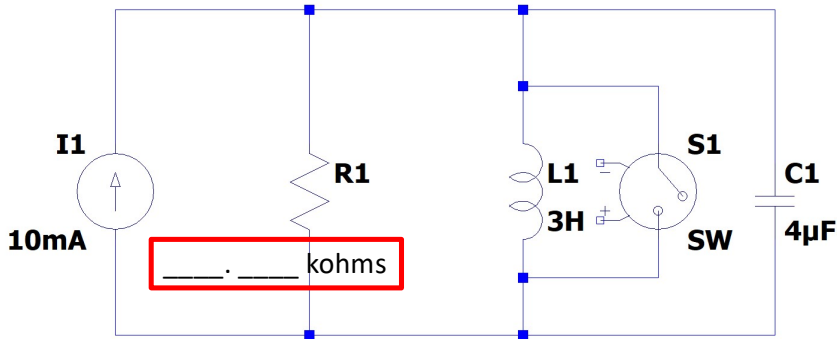 I1
10mA
R1
____. ____ kohms
L1
3H
–
+
S1
SW
C1
4µF